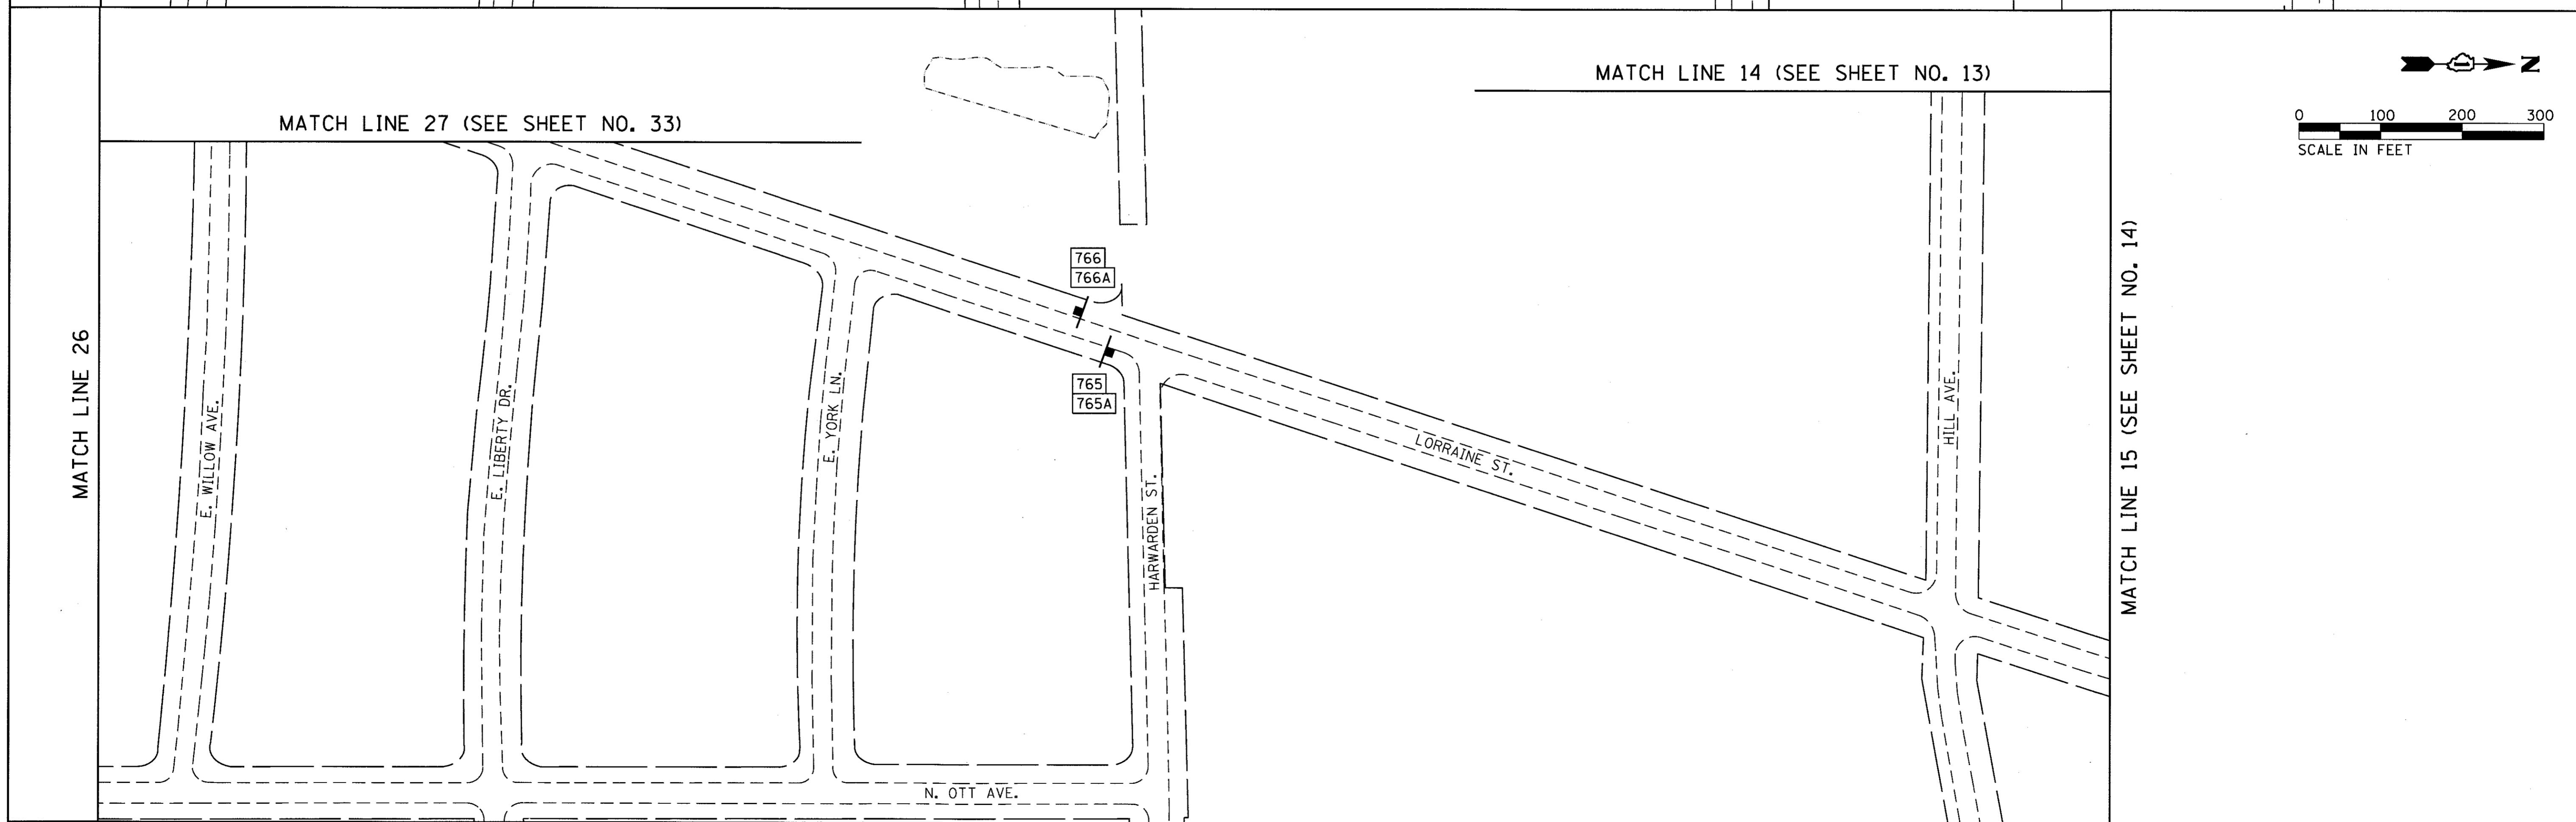 MATCH LINE 14 (SEE SHEET NO. 13)
N
MATCH LINE 27 (SEE SHEET NO. 33)
0 100 200 300
SCALE IN FEET
766
766A
765
765A
MATCH LINE 26
E. WILLOW AVE.
E. LIBERTY DR.
E. YORK LN.
HARWARDEN ST.
LORRAINE ST.
HILL AVE.
MATCH LINE 15 (SEE SHEET NO. 14)
N. OTT AVE.